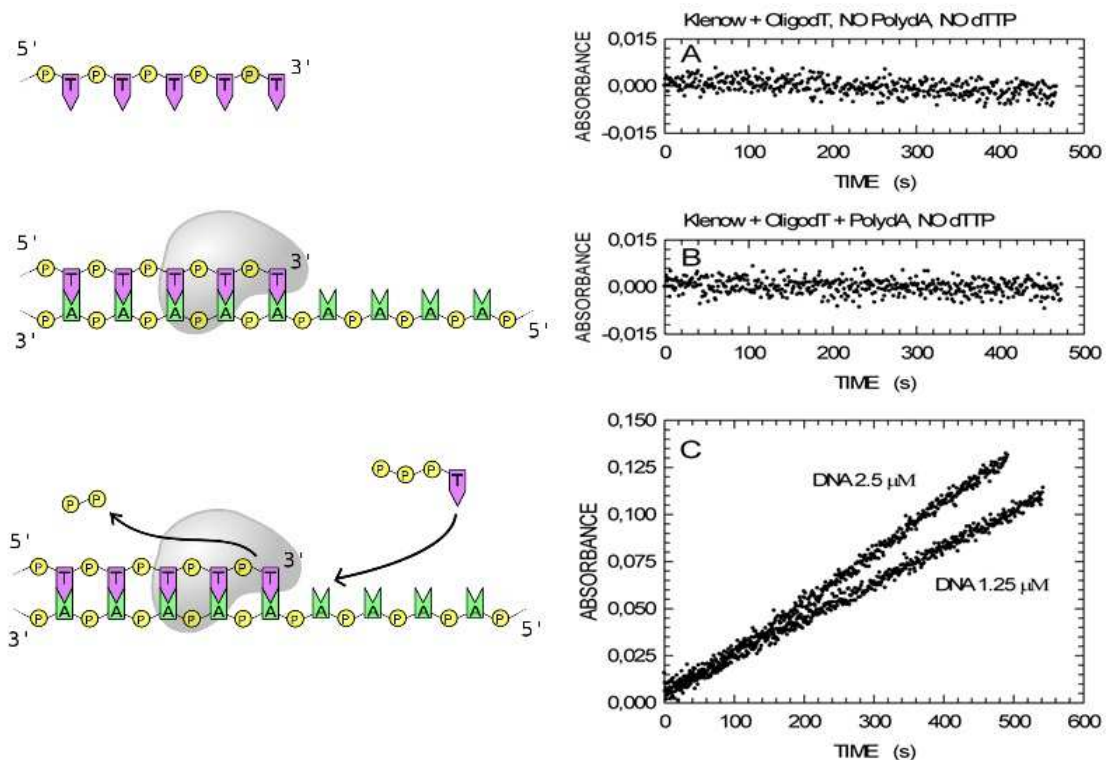 5'
P T P T P T P T P T 3'
5'
P T P T P T P T P T 3'
P A P A P A P A P A P A P A P A P A P
3' 5'
P P P T
P P
5'
P T P T P T P T P T 3'
P A P A P A P A P A P A P A P A P A P
3' 5'
Klenow + OligodT, NO PolydA, NO dTTP
A
ABSORBANCE
0,015
0,000
-0,015
0 100 200 300 400 500
TIME (s)
Klenow + OligodT + PolydA, NO dTTP
B
ABSORBANCE
0,015
0,000
-0,015
0 100 200 300 400 500
TIME (s)
C
ABSORBANCE
0,150
0,125
0,100
0,075
0,050
0,025
0,000
DNA 2.5 μM
DNA 1.25 μM
0 100 200 300 400 500 600
TIME (s)